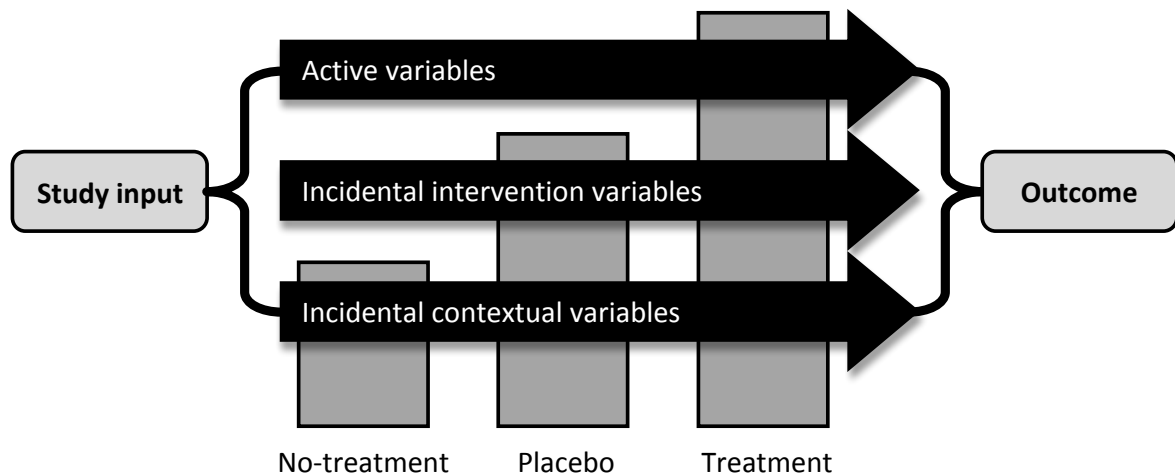 Active variables
Study input
Incidental intervention variables
Outcome
Incidental contextual variables
No-treatment
Placebo
Treatment